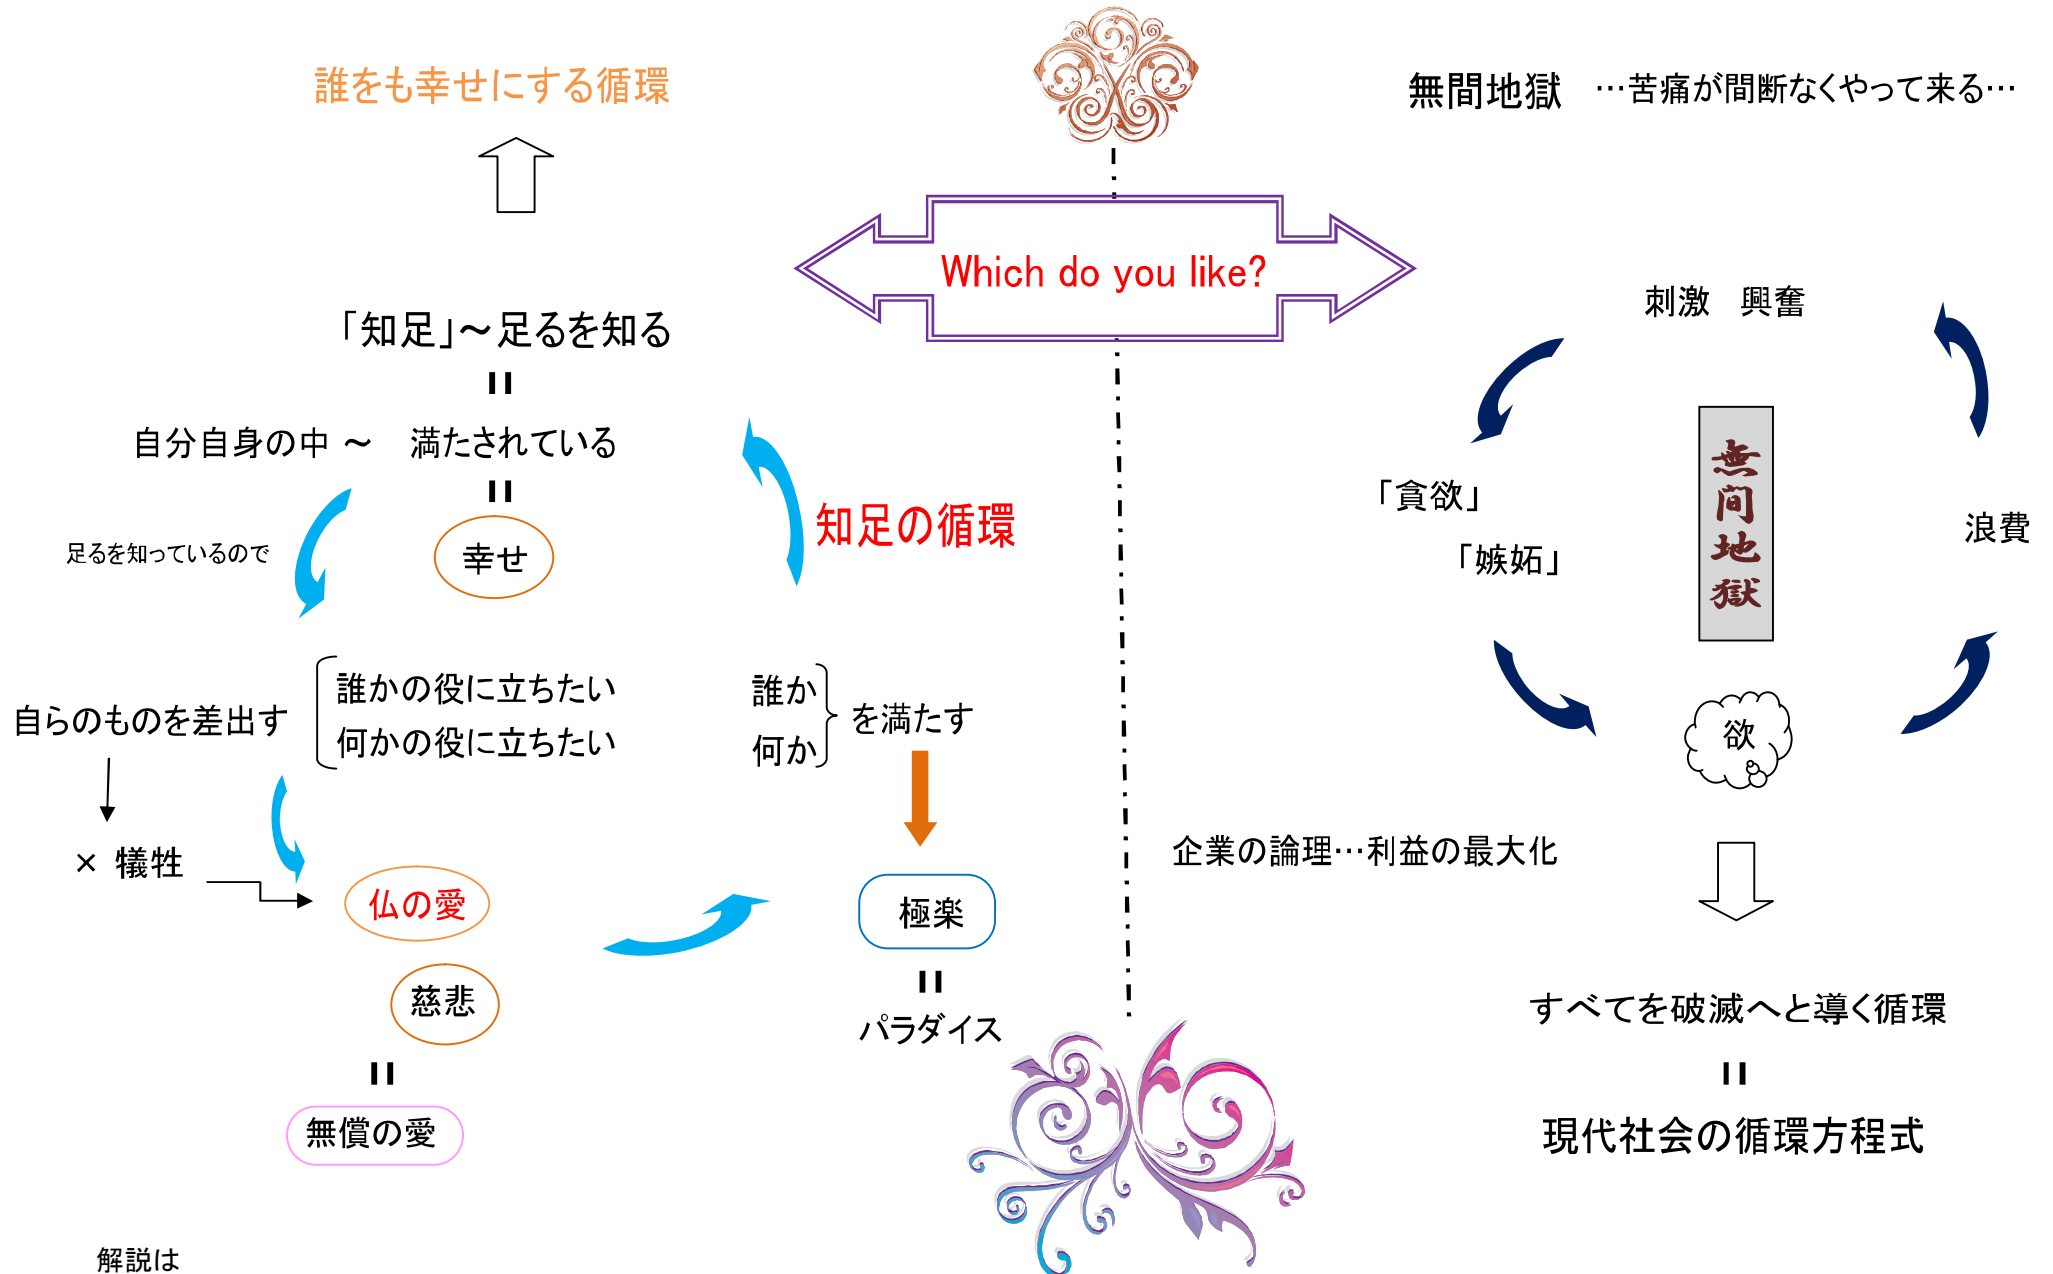 誰をも幸せにする循環
無間地獄　…苦痛が間断なくやって来る…
Which do you like?
「知足」～足るを知る
=
自分自身の中 ～　満たされている
=
幸せ
足るを知っているので
知足の循環
自らのものを差出す
誰かの役に立ちたい
何かの役に立ちたい
誰か
何か
を満たす
× 犠牲
仏の愛
慈悲
=
無償の愛
極楽
=
パラダイス
刺激　興奮
「貪欲」
「嫉妬」
無間地獄
浪費
欲
企業の論理…利益の最大化
すべてを破滅へと導く循環
=
現代社会の循環方程式
解説は